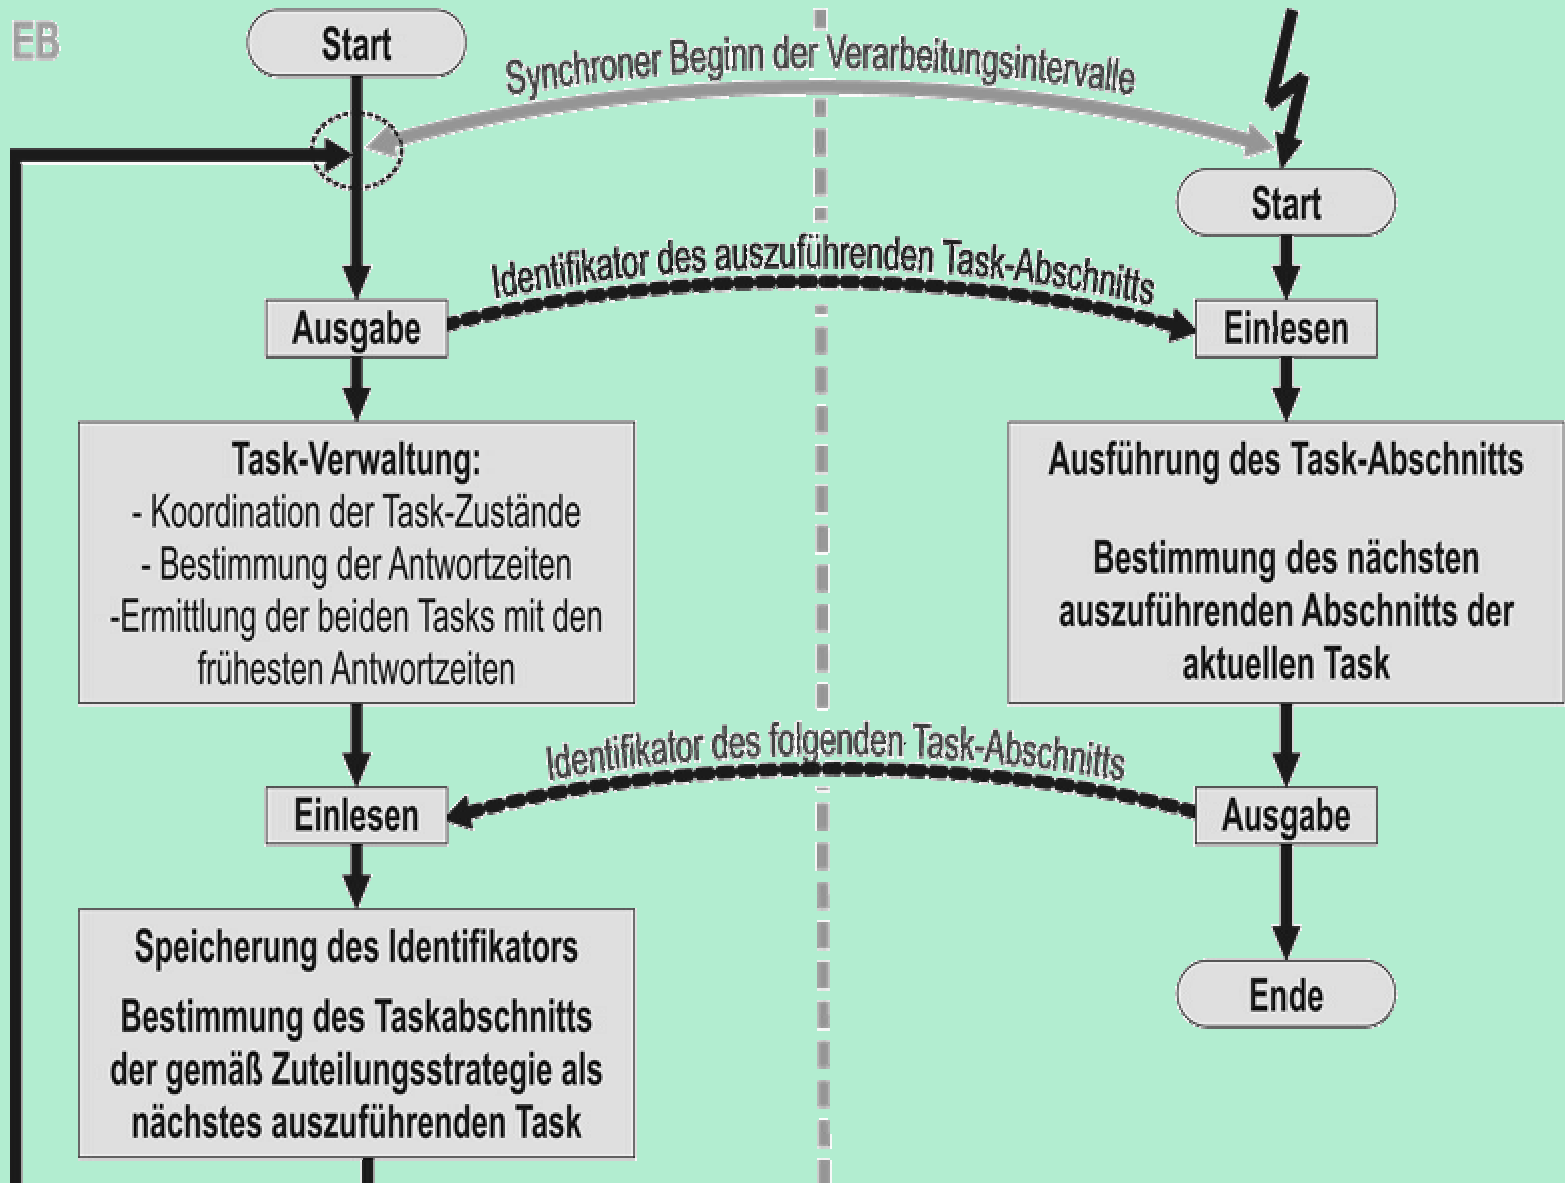 EB
Start
Synchroner Beginn der Verarbeitungsintervalle
Start
Identifikator des auszuführenden Task-Abschnitts
Ausgabe
Einlesen
Task-Verwaltung:
- Koordination der Task-Zustände
- Bestimmung der Antwortzeiten
-Ermittlung der beiden Tasks mit den
frühesten Antwortzeiten
Ausführung des Task-Abschnitts
Bestimmung des nächsten
auszuführenden Abschnitts der
aktuellen Task
Identifikator des folgenden Task-Abschnitts
Einlesen
Ausgabe
Speicherung des Identifikators
Bestimmung des Taskabschnitts
der gemäß Zuteilungsstrategie als
nächstes auszuführenden Task
Ende